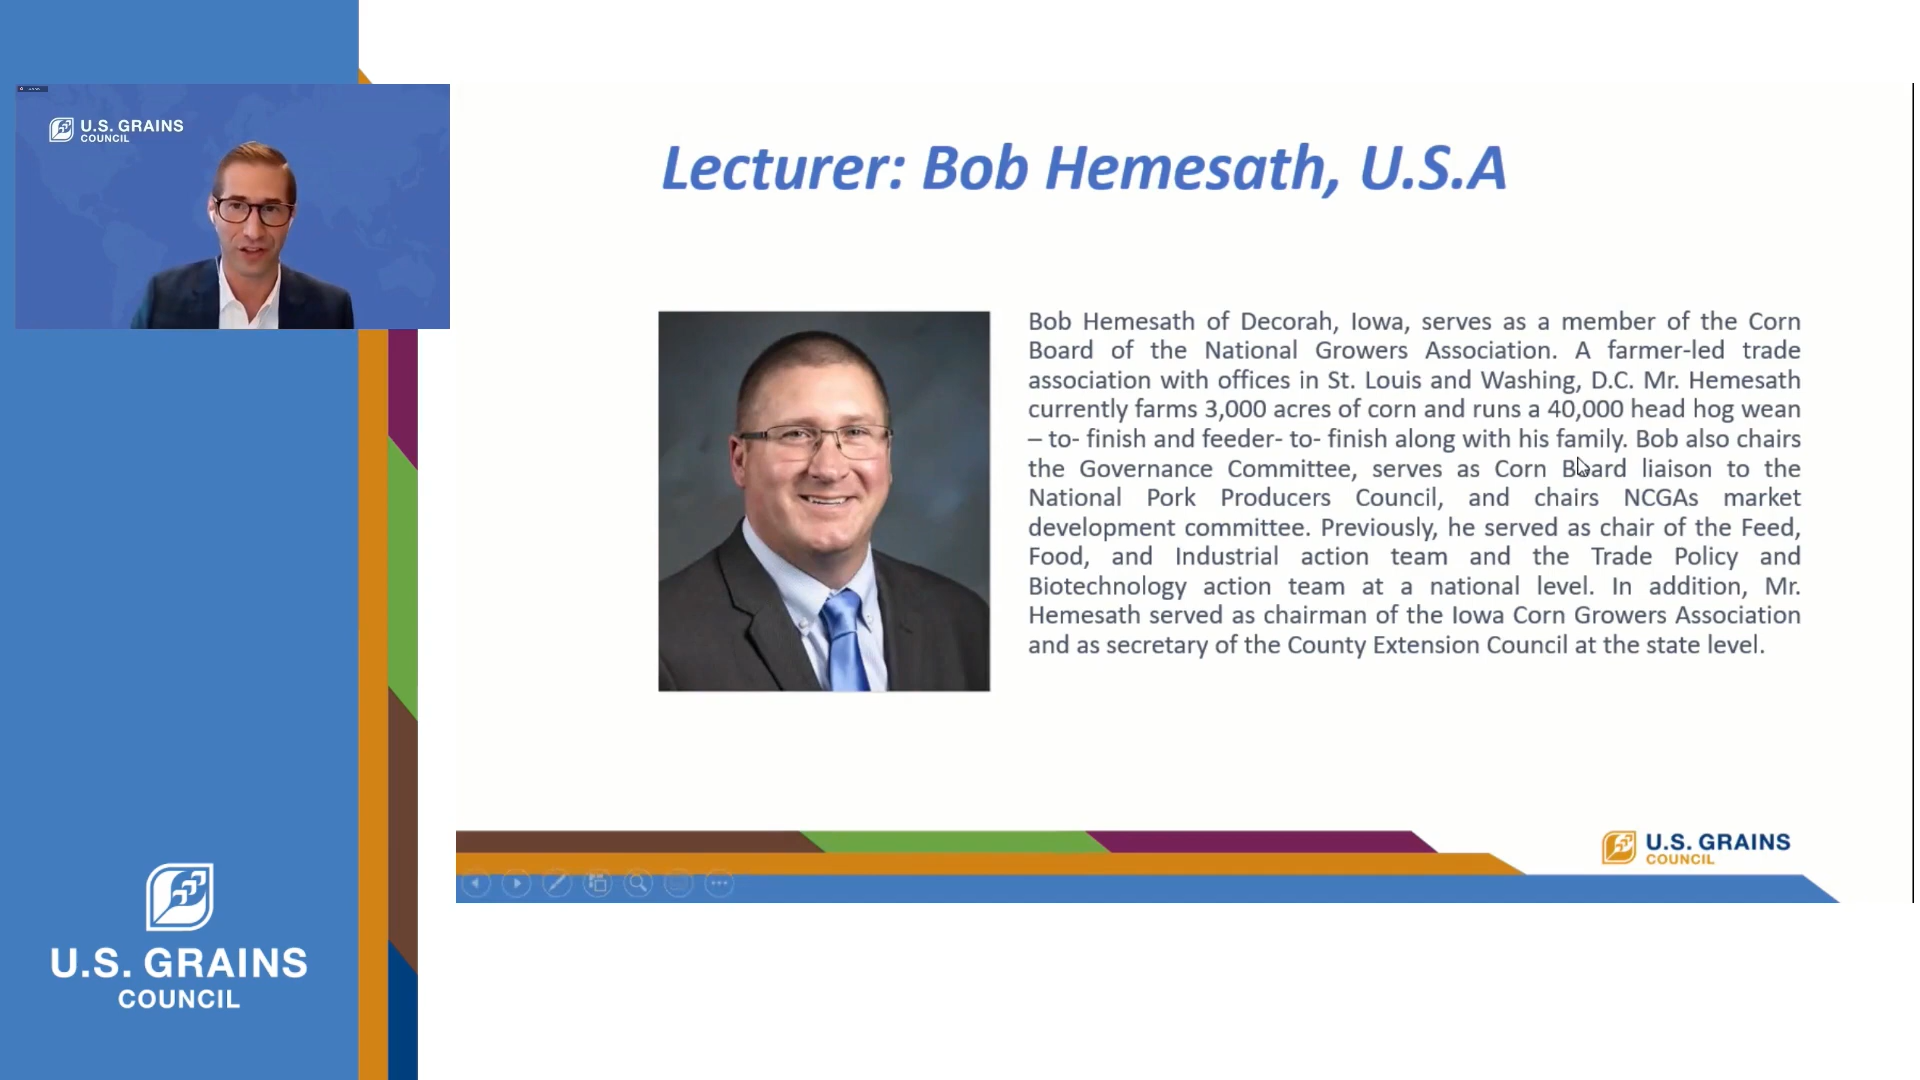 U.S. GRAINS
COUNCIL
Lecturer: Bob Hemesath, U.S.A
Bob Hemesath of Decorah, Iowa, serves as a member of the Corn
Board of the National Growers Association. A farmer-led trade
association with offices in St. Louis and Washing, D.C. Mr. Hemesath
currently farms 3,000 acres of corn and runs a 40,000 head hog wean
– to- finish and feeder- to- finish along with his family. Bob also chairs
the Governance Committee, serves as Corn Board liaison to the
National Pork Producers Council, and chairs NCGAs market
development committee. Previously, he served as chair of the Feed,
Food, and Industrial action team and the Trade Policy and
Biotechnology action team at a national level. In addition, Mr.
Hemesath served as chairman of the Iowa Corn Growers Association
and as secretary of the County Extension Council at the state level.
U.S. GRAINS
COUNCIL
U.S. GRAINS
COUNCIL